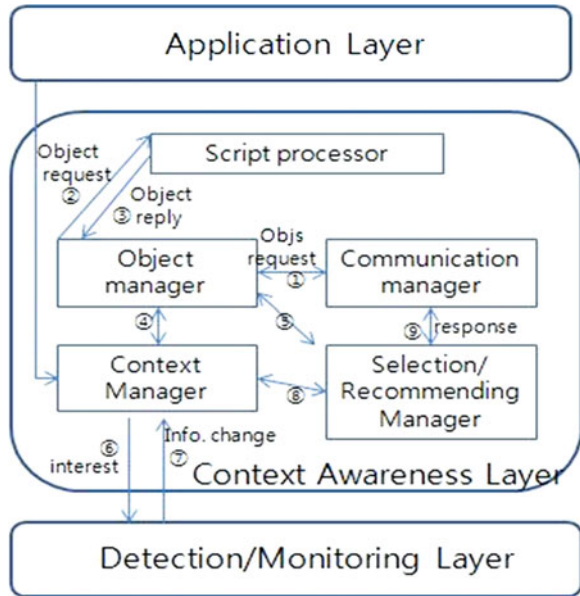 Application Layer
Script processor
Object
request
②
Object
③ reply
Objs
request
①
Object
manager
Communication
manager
④
⑤
⑨ response
Context
Manager
⑧
Selection/
Recommending
Manager
⑥
interest
Info. change
⑦
Context Awareness Layer
Detection/Monitoring Layer